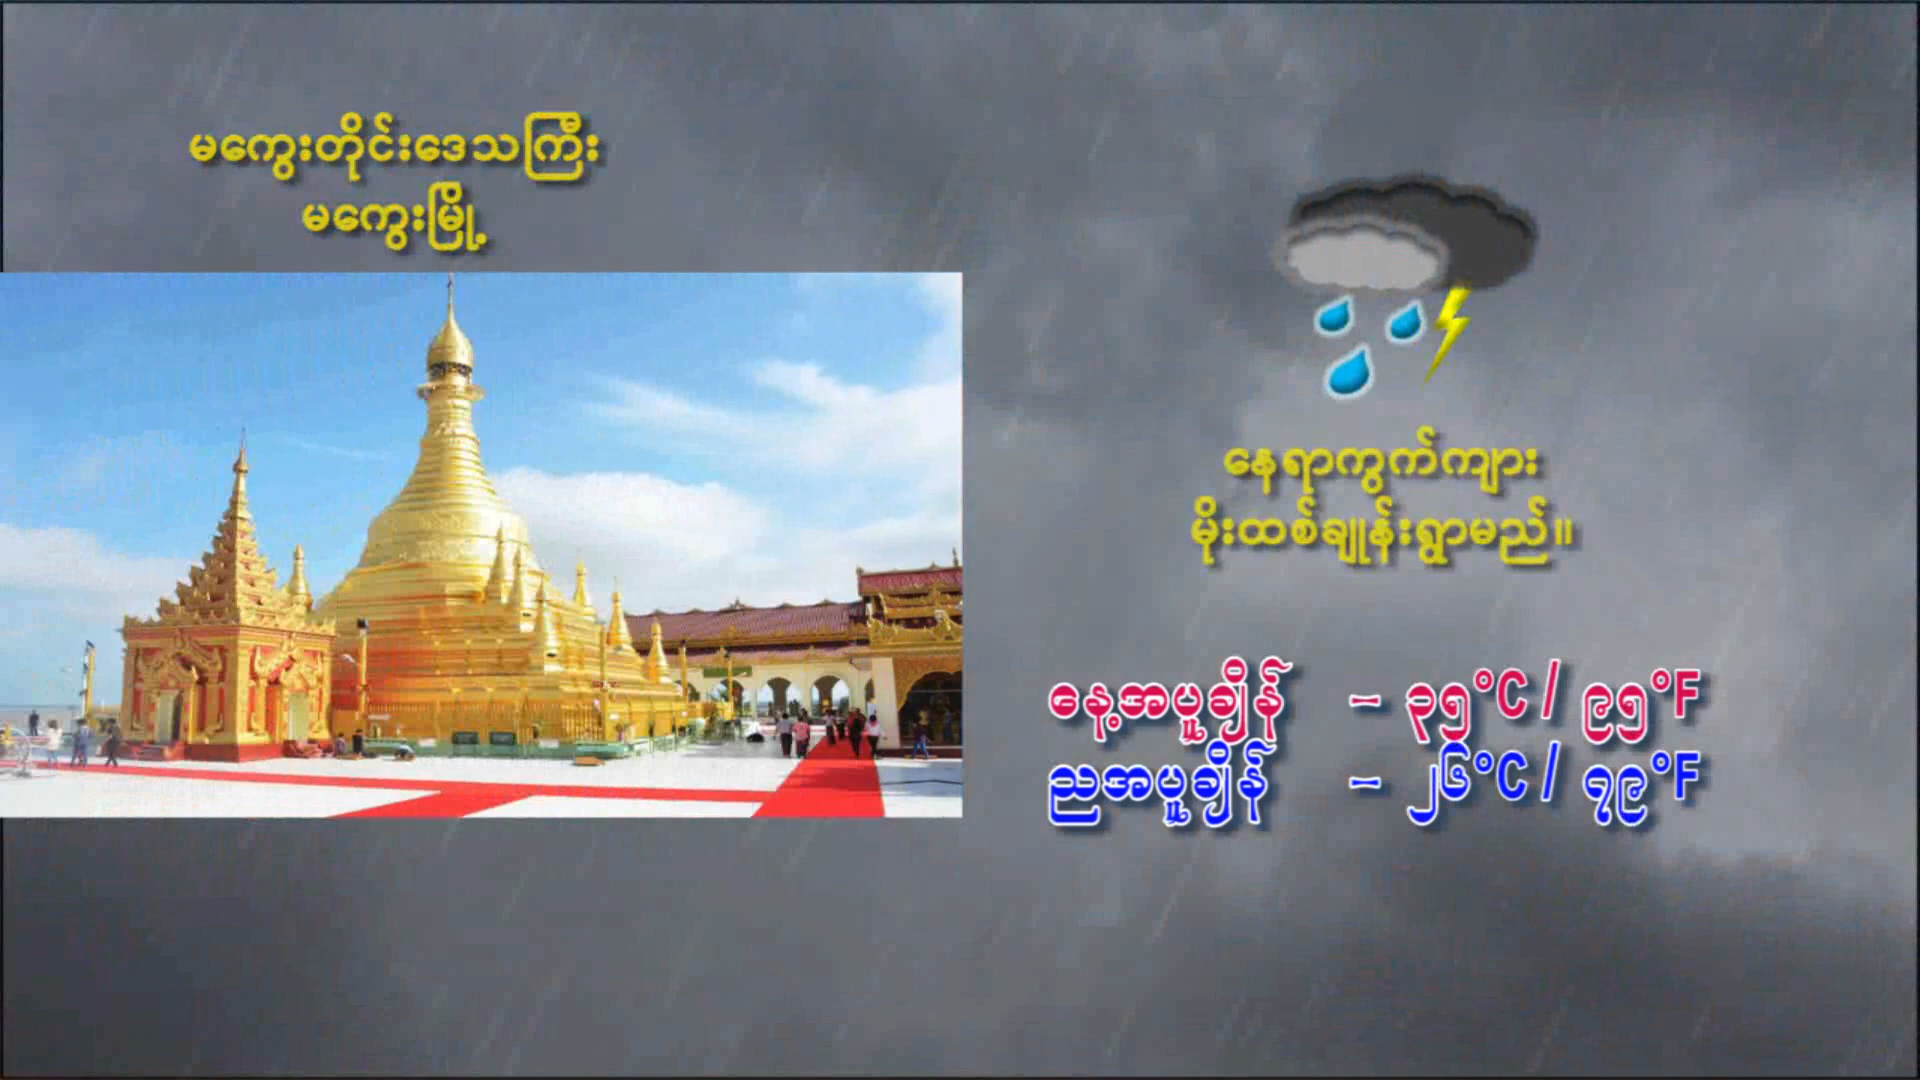 မကွေးတိုင်းဒေသကြီး
မကွေးမြို့
နေရာကွက်ကျား
မိုးထစ်ချုန်းရွာမည်။
နေ့အပူချိန် - ၃၅°C / ၉၅°F
ညအပူချိန် - ၂၆°C / ၇၉°F